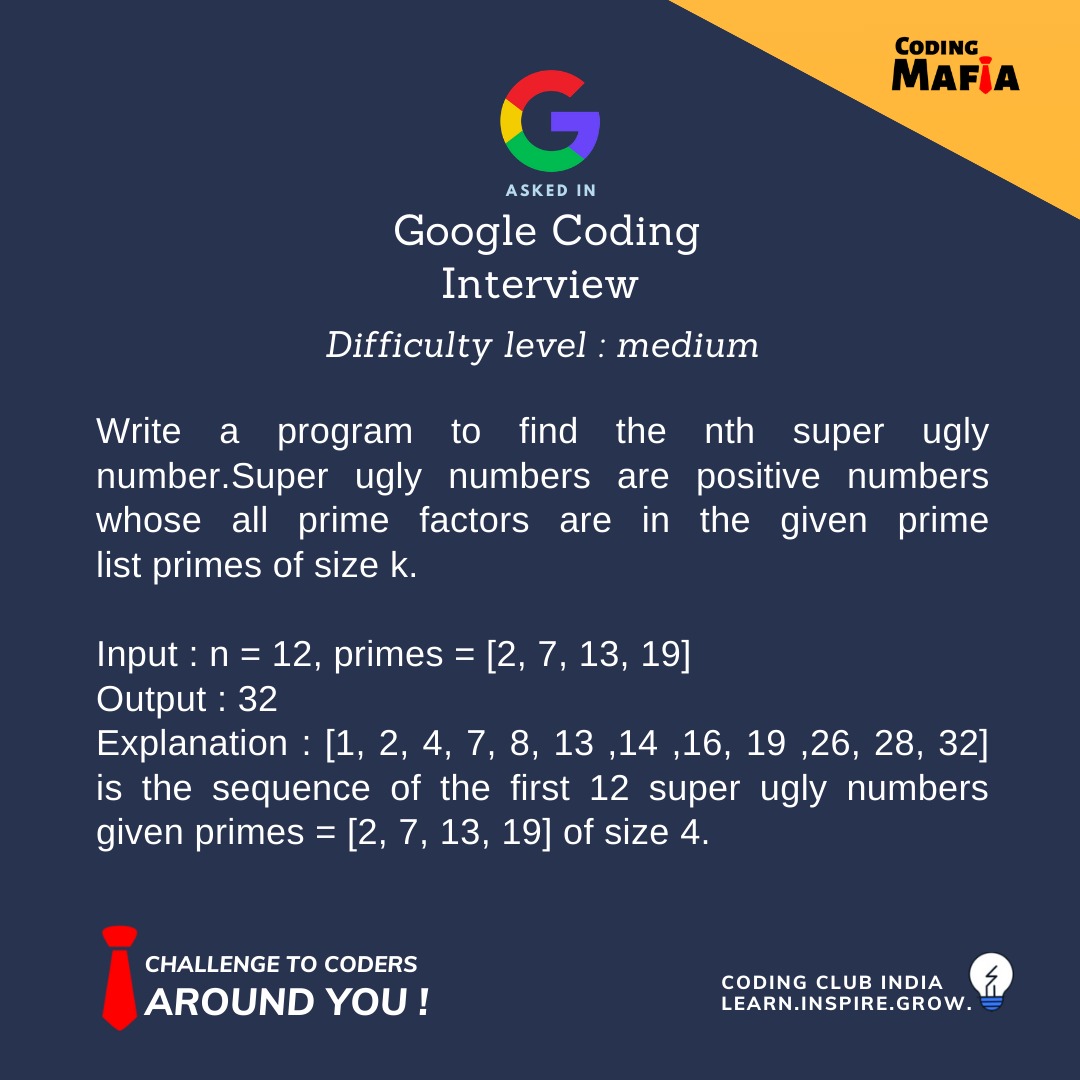 CODING
MAFIA
ASKED IN
Google Coding
Interview
Difficulty level : medium
Write a program to find the nth super ugly
number.Super ugly numbers are positive numbers
whose all prime factors are in the given prime
list primes of size k.
Input : n = 12, primes = [2, 7, 13, 19]
Output : 32
Explanation : [1, 2, 4, 7, 8, 13 ,14 ,16, 19 ,26, 28, 32]
is the sequence of the first 12 super ugly numbers
given primes = [2, 7, 13, 19] of size 4.
CHALLENGE TO CODERS
AROUND YOU !
CODING CLUB INDIA
LEARN.INSPIRE.GROW.